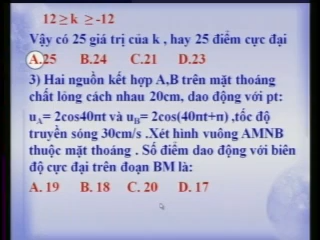 12 ≥ k ≥ -12
Vậy có 25 giá trị của k , hay 25 điểm cực đại
A.25 B.24 C.21 D.23
3) Hai nguồn kết hợp A,B trên mặt thoáng
chất lỏng cách nhau 20cm, dao động với pt:
uA= 2cos40πt và uB= 2cos(40πt+π) ,tốc độ
truyền sóng 30cm/s .Xét hình vuông AMNB
thuộc mặt thoáng . Số điểm dao động với biên
độ cực đại trên đoạn BM là:
A. 19 B. 18 C. 20 D. 17